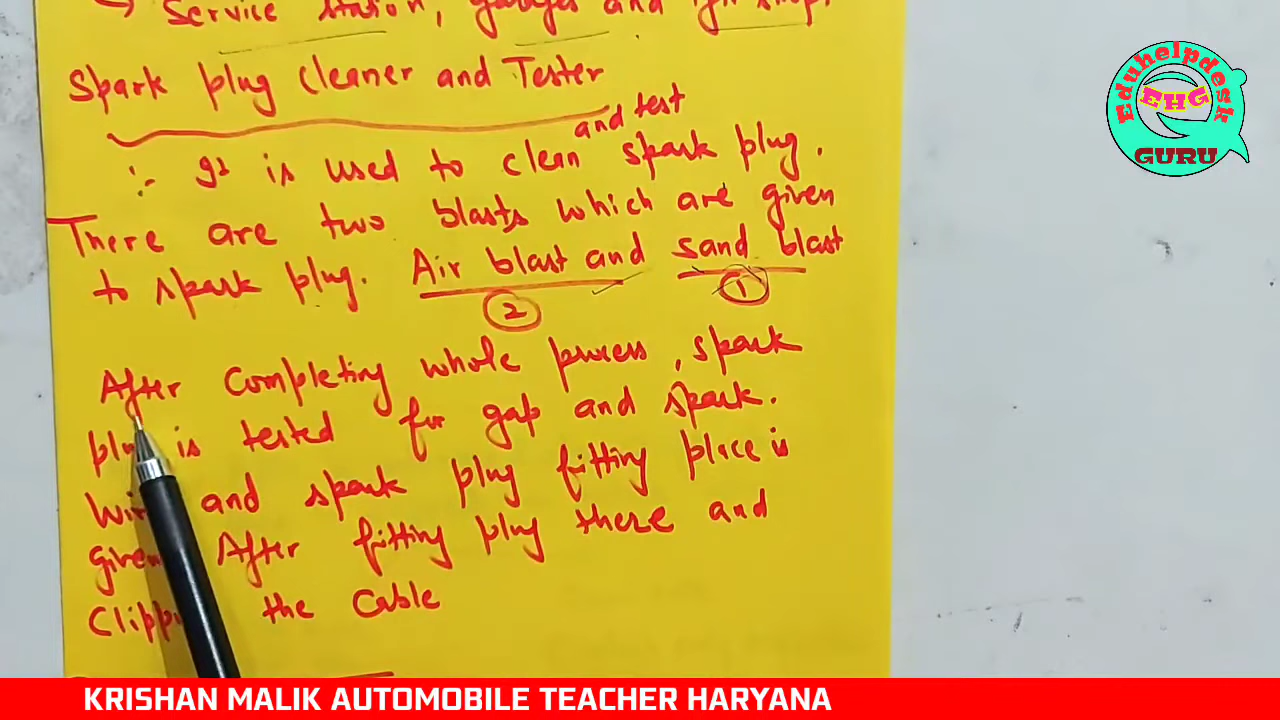 → Service station, garages and
Spark plug cleaner and Tester
and test
:- It is used to clean spark plug.
There are two blasts which are given
to spark plug. Air blast and sand blast
2 1
After completing whole process, spark
plug is tested for gap and spark.
and spark plug fitting place is
given After fitting plug there and
the Cable
Eduhelpdesk
EHG
GURU
KRISHAN MALIK AUTOMOBILE TEACHER HARYANA